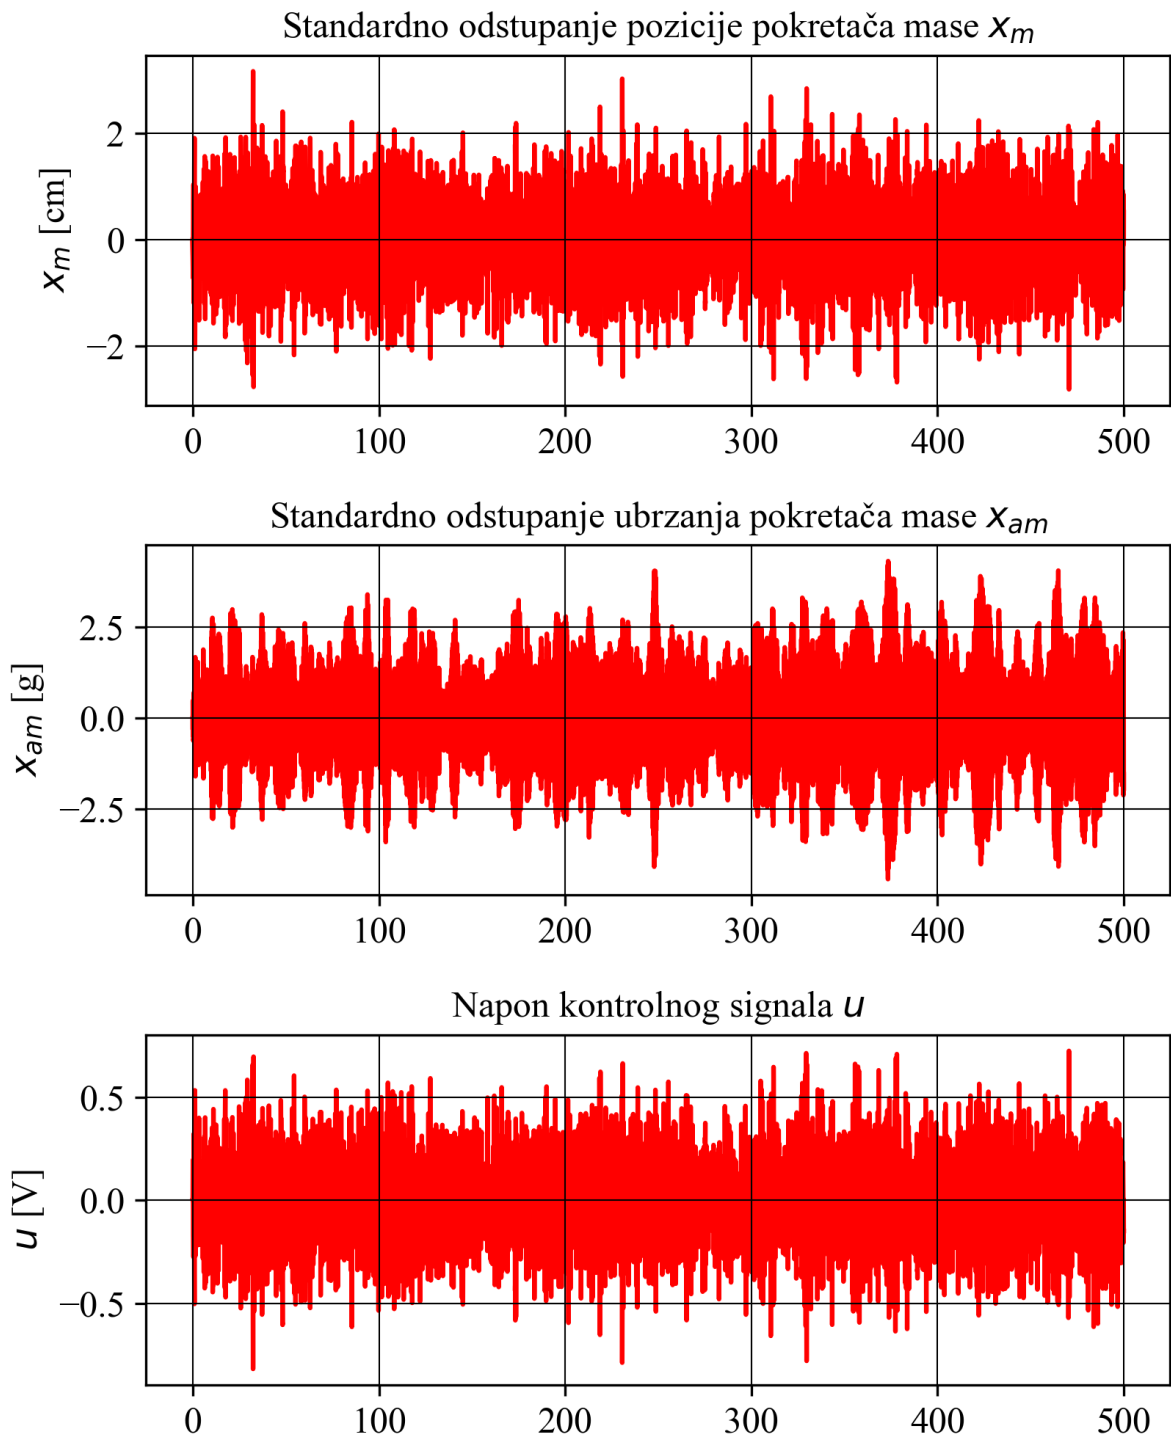 Standardno odstupanje pozicije pokretača mase x_m
x_m [cm]
2
0
−2
0 100 200 300 400 500
Standardno odstupanje ubrzanja pokretača mase x_am
x_am [g]
2.5
0.0
−2.5
0 100 200 300 400 500
Napon kontrolnog signala u
u [V]
0.5
0.0
−0.5
0 100 200 300 400 500